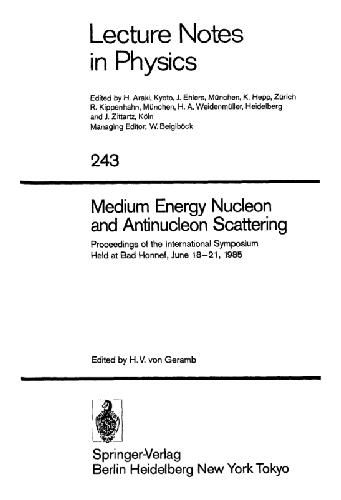 Lecture Notes
in Physics
Edited by H. Araki, Kyoto, J. Ehlers, München, K. Hepp, Zürich
R. Kippenhahn, München, H. A. Weidenmüller, Heidelberg
and J. Zittartz, Köln
Managing Editor: W. Beiglböck
243
Medium Energy Nucleon
and Antinucleon Scattering
Proceedings of the International Symposium
Held at Bad Honnef, June 18–21, 1985
Edited by H. V. von Geramb
Springer-Verlag
Berlin Heidelberg New York Tokyo